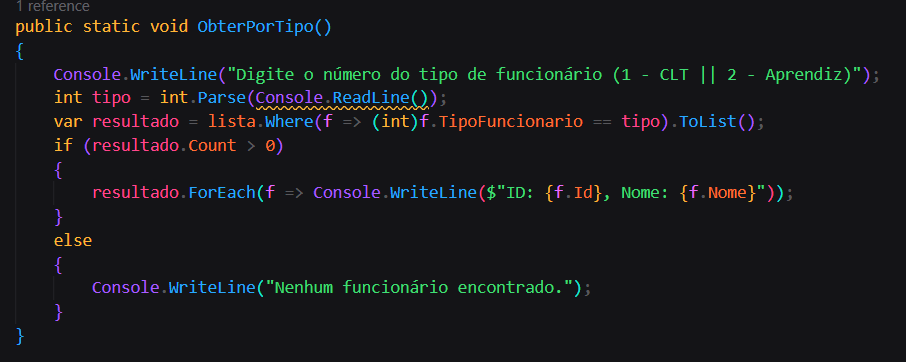 1 reference
public static void ObterPorTipo()
{
    Console.WriteLine("Digite o número do tipo de funcionário (1 - CLT || 2 - Aprendiz)");
    int tipo = int.Parse(Console.ReadLine());
    var resultado = lista.Where(f => (int)f.TipoFuncionario == tipo).ToList();
    if (resultado.Count > 0)
    {
        resultado.ForEach(f => Console.WriteLine($"ID: {f.Id}, Nome: {f.Nome}"));
    }
    else
    {
        Console.WriteLine("Nenhum funcionário encontrado.");
    }
}